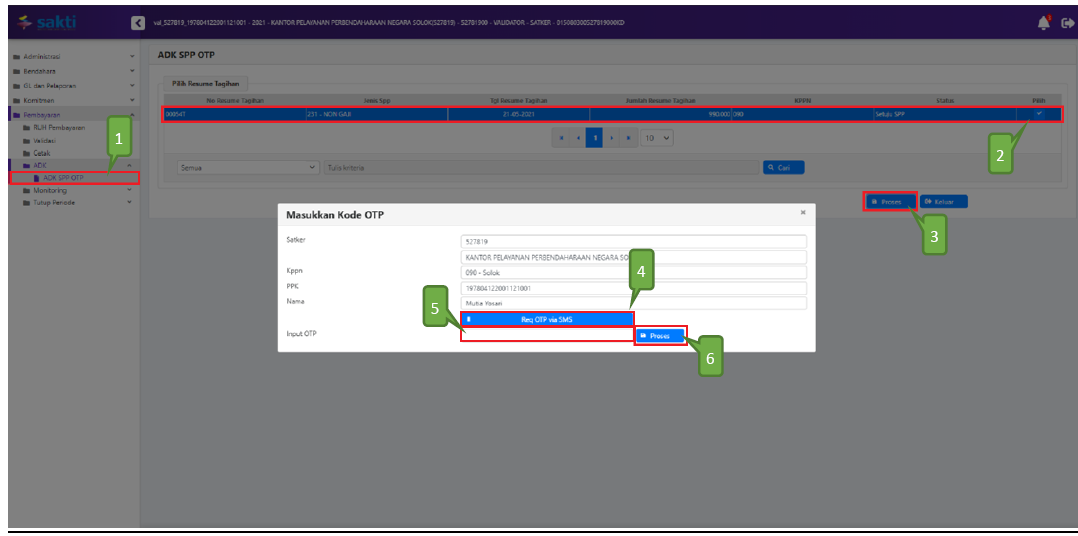 sakti
val_527819_197804122001121001 - 2021 - KANTOR PELAYANAN PERBENDAHARAAN NEGARA SOLOK(527819) - 52781900 - VALIDATOR - SATKER - 015080300527819000KD
Administrasi
Bendahara
GL dan Pelaporan
Komitmen
Pembayaran
RUH Pembayaran
Validasi
Cetak
ADK
ADK SPP OTP
Monitoring
Tutup Periode
1
ADK SPP OTP
Pilih Resume Tagihan
No Resume Tagihan Jenis Spp Tgl Resume Tagihan Jumlah Resume Tagihan KPPN Status Pilih
00054T 231 - NON GAJI 21-05-2021 990.000 090 Setuju SPP
2
« ‹ 1 › » 10
Semua Tulis kriteria Cari
Proses Keluar
3
Masukkan Kode OTP ×
Satker 527819
KANTOR PELAYANAN PERBENDAHARAAN NEGARA SO
4
Kppn 090 - Solok
PPK 197804122001121001
Nama Mutia Yosari
5
Req OTP via SMS
Input OTP Proses
6